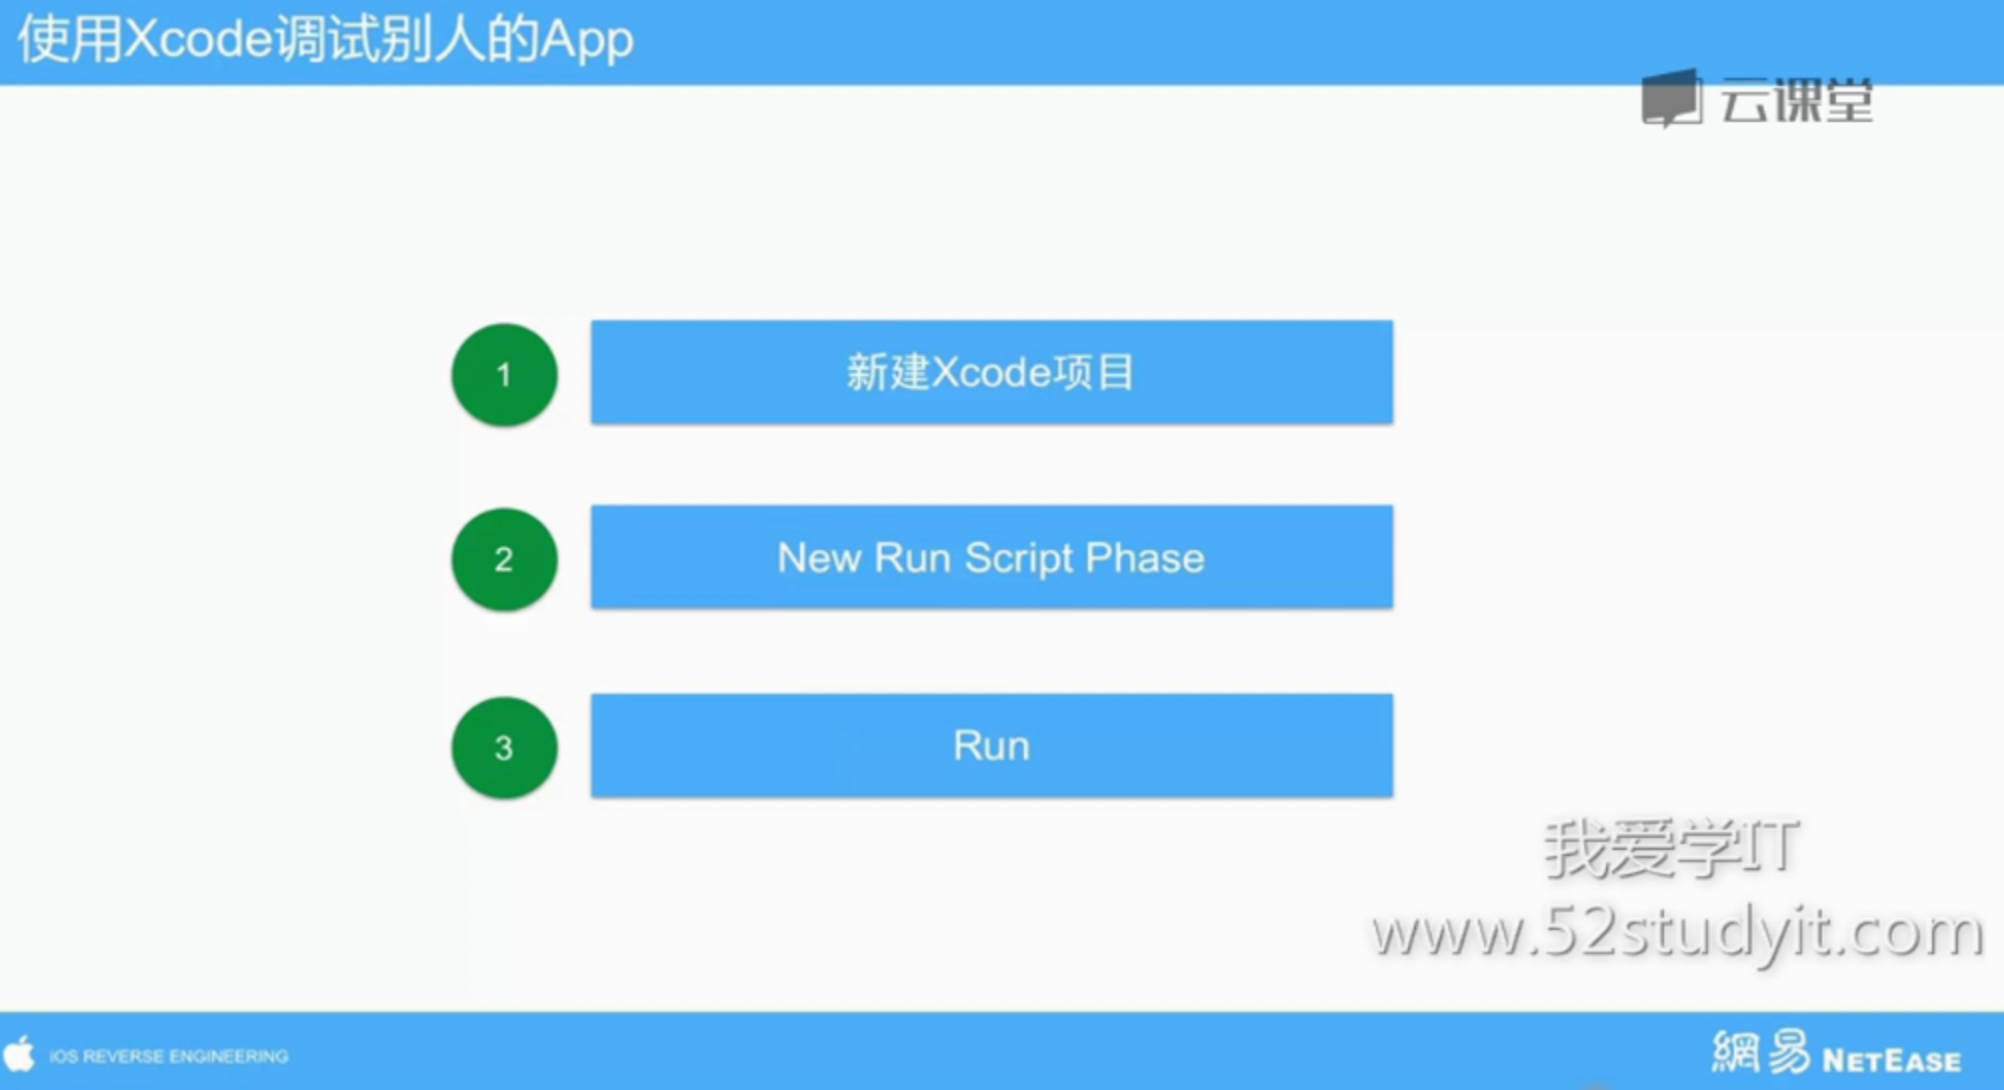 使用Xcode调试别人的App
云课堂
1
新建Xcode项目
2
New Run Script Phase
3
Run
我爱学IT
www.52studyit.com
iOS REVERSE ENGINEERING
網易 NETEASE